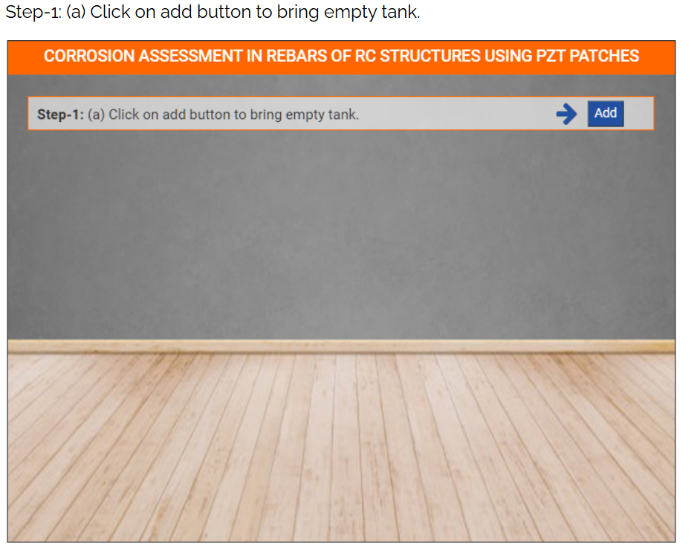 Step-1: (a) Click on add button to bring empty tank.
CORROSION ASSESSMENT IN REBARS OF RC STRUCTURES USING PZT PATCHES
Step-1: (a) Click on add button to bring empty tank. Add